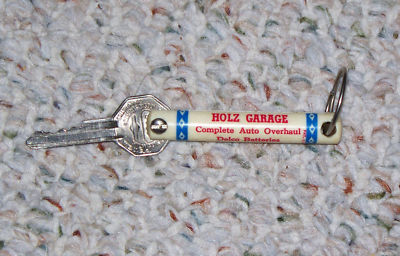 HOLZ GARAGE
Complete Auto Overhaul
Delco Batteries